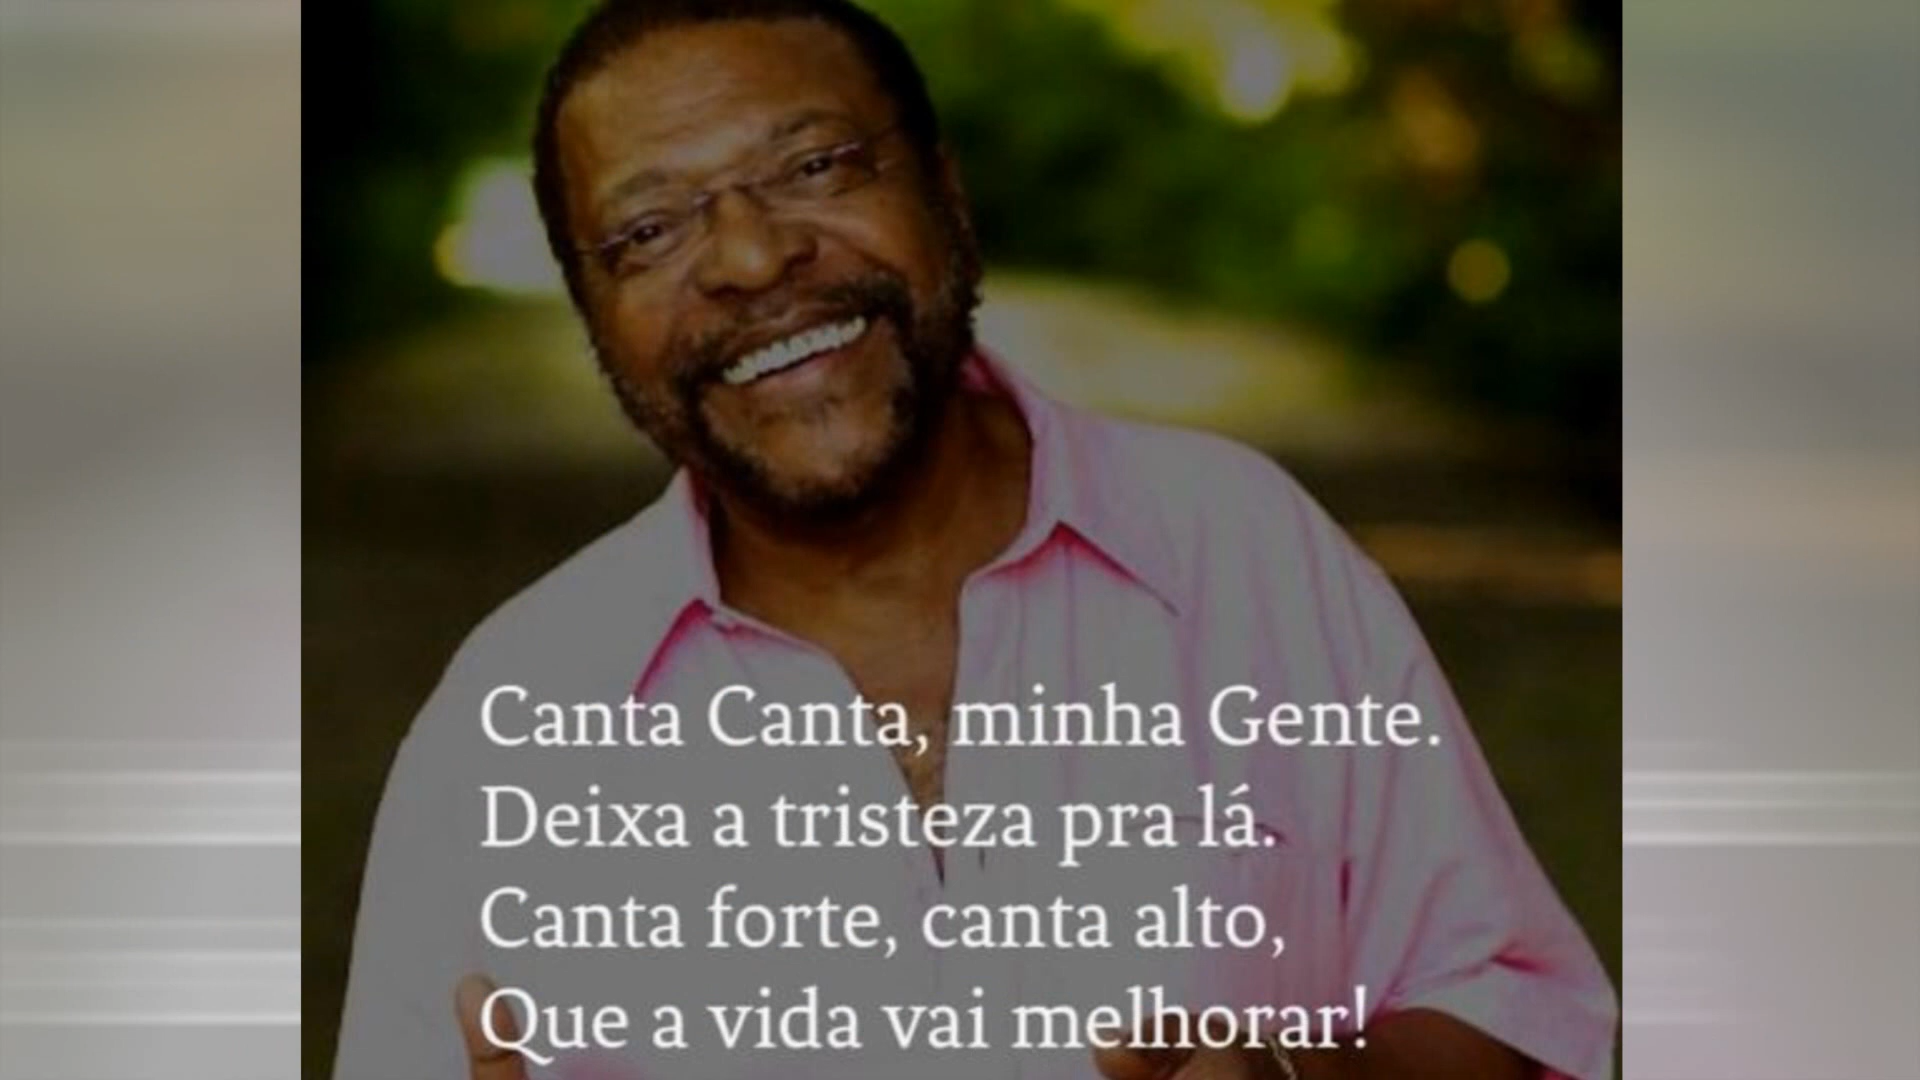 Canta Canta, minha Gente.
Deixa a tristeza pra lá.
Canta forte, canta alto,
Que a vida vai melhorar!